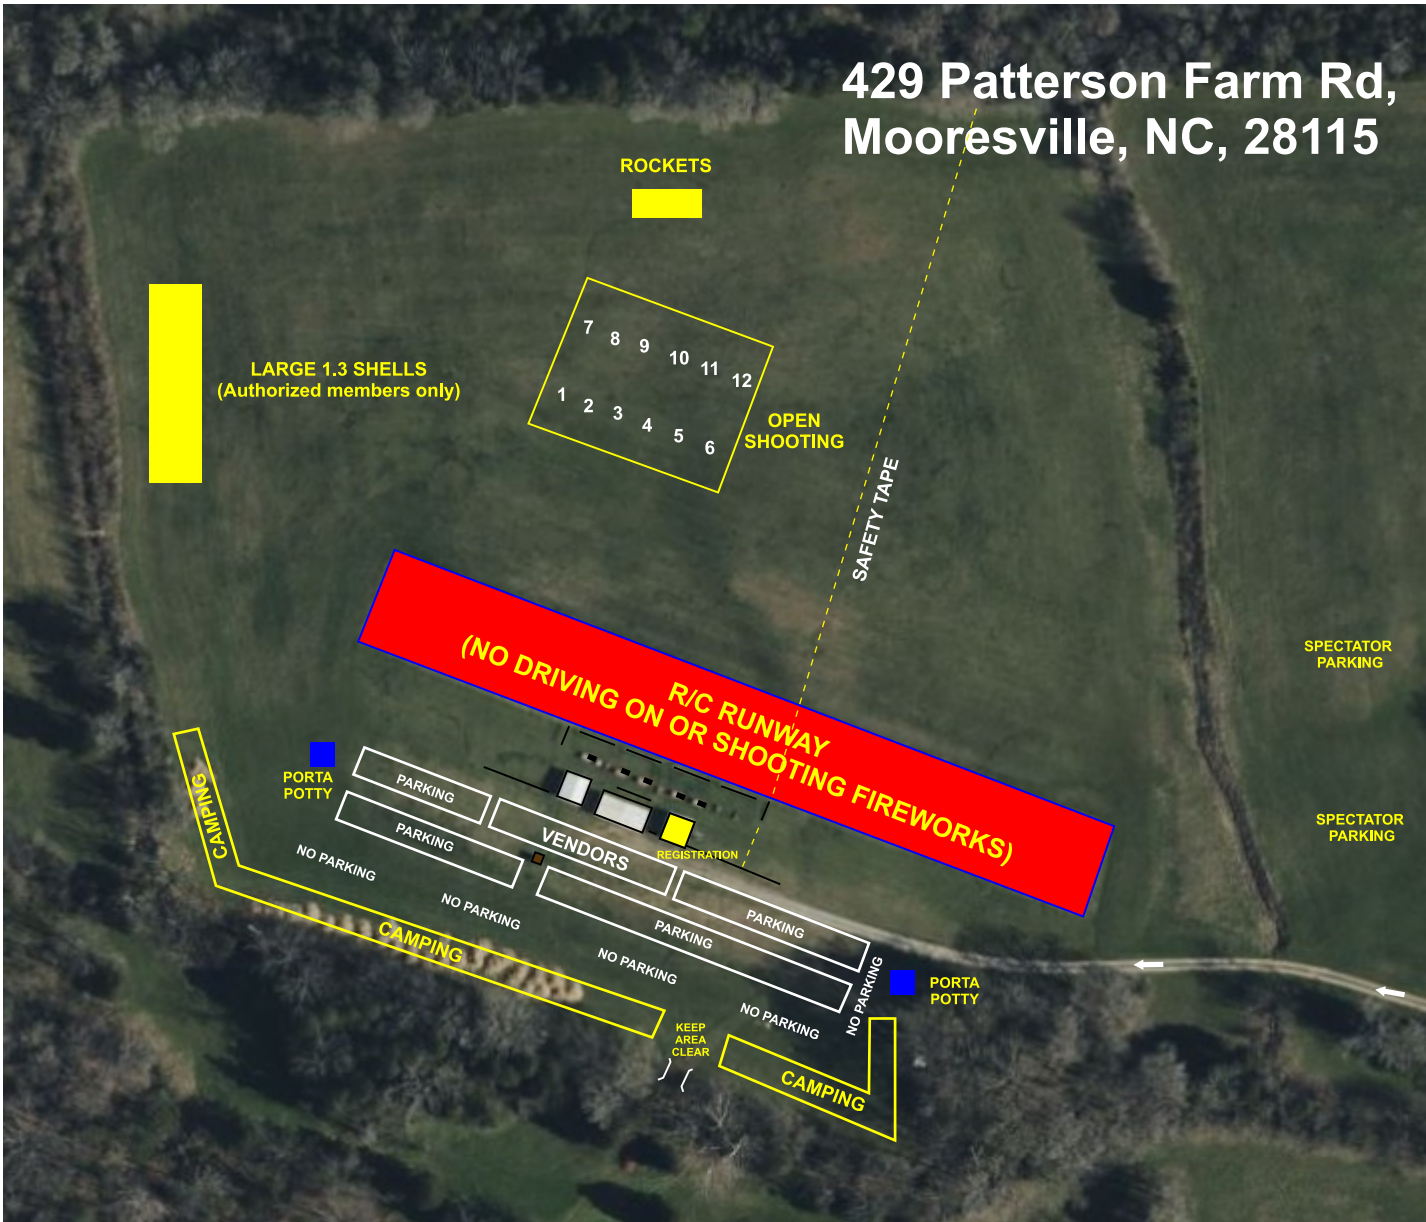 429 Patterson Farm Rd,
Mooresville, NC, 28115
ROCKETS
LARGE 1.3 SHELLS
(Authorized members only)
7 8 9 10 11 12
1 2 3 4 5 6
OPEN
SHOOTING
SAFETY TAPE
R/C RUNWAY
(NO DRIVING ON OR SHOOTING FIREWORKS)
SPECTATOR
PARKING
SPECTATOR
PARKING
PORTA
POTTY
PARKING
PARKING
VENDORS
REGISTRATION
PARKING
PARKING
NO PARKING
NO PARKING
NO PARKING
NO PARKING
NO PARKING
CAMPING
CAMPING
PORTA
POTTY
KEEP
AREA
CLEAR
CAMPING